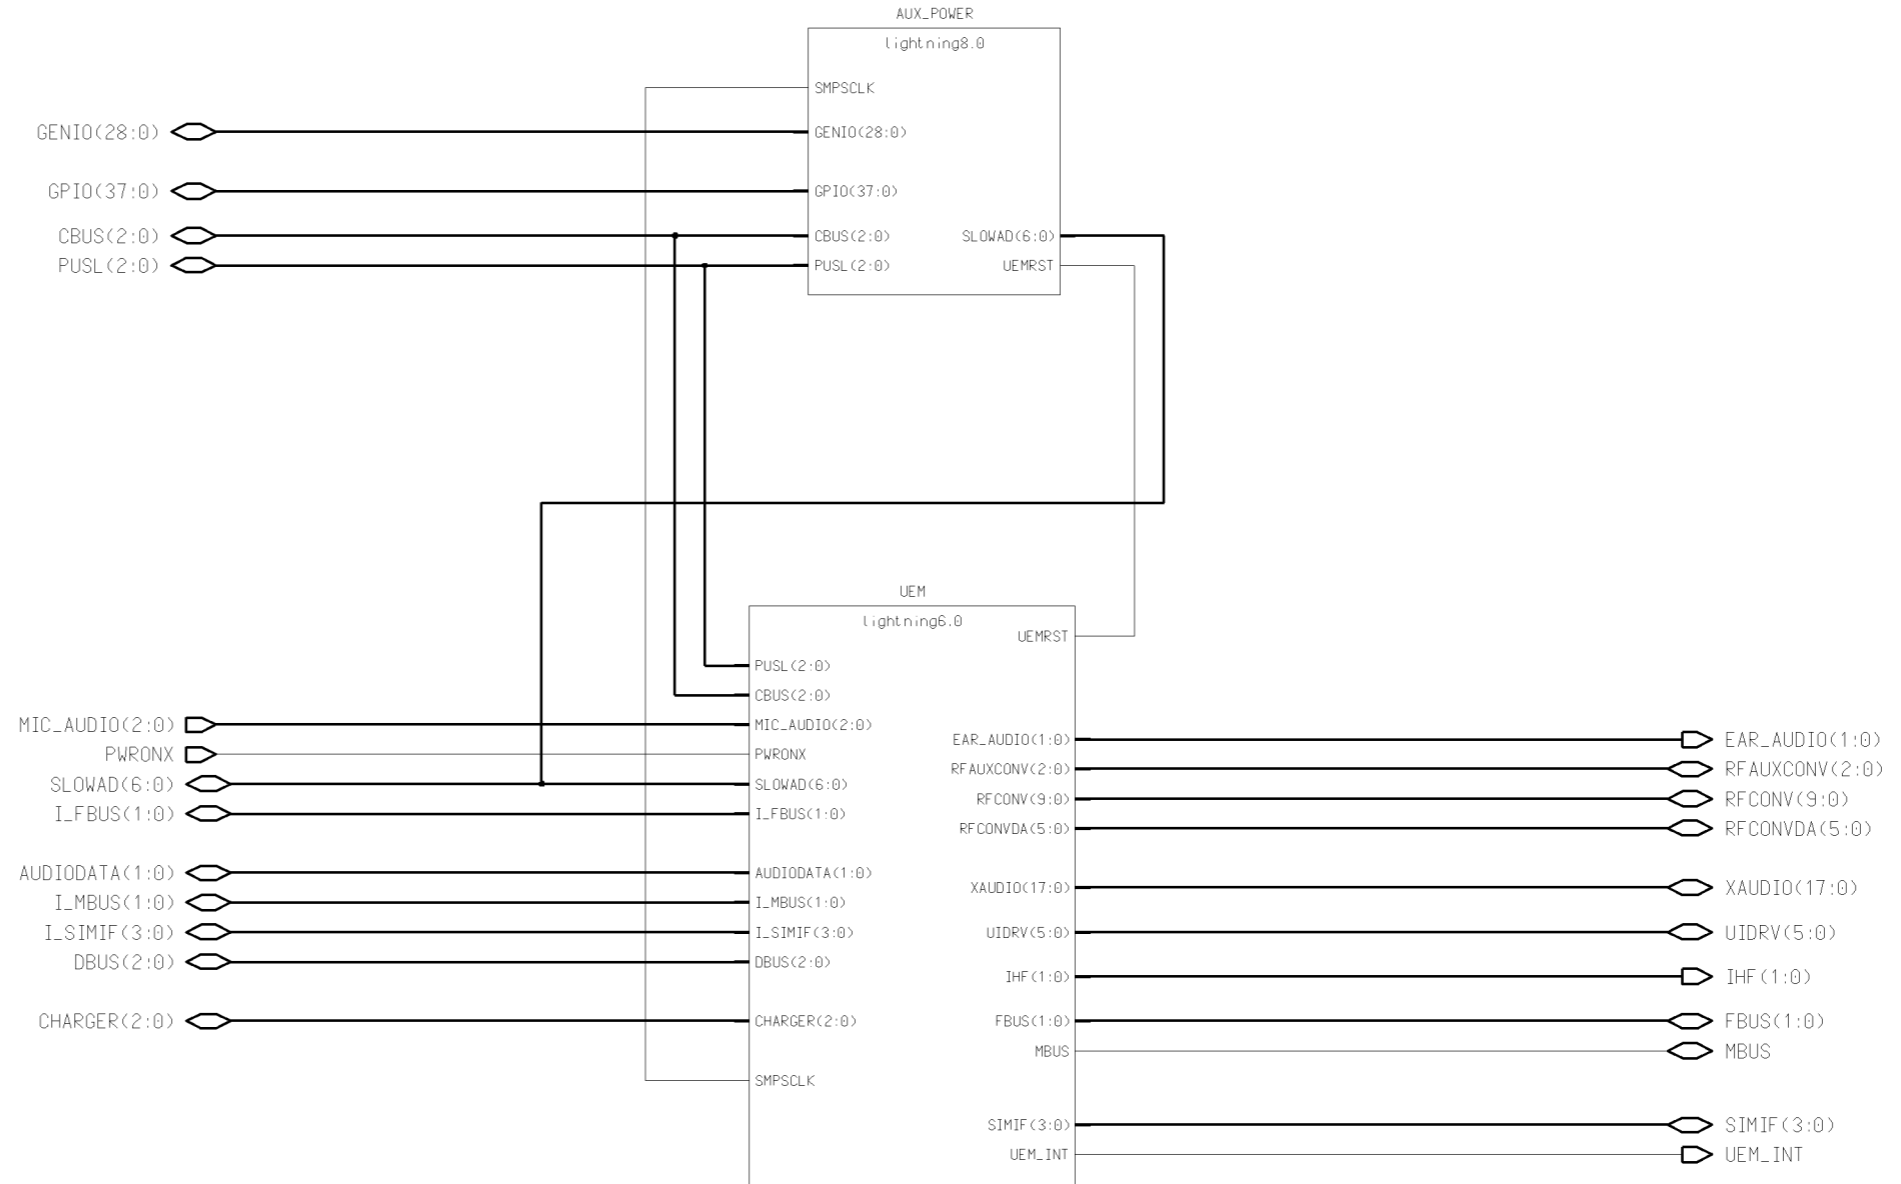 AUX_POWER
lightning8.0
SMPSCLK
GENIO(28:0) GENIO(28:0)
GPIO(37:0) GPIO(37:0)
CBUS(2:0) CBUS(2:0) SLOWAD(6:0)
PUSL(2:0) PUSL(2:0) UEMRST
UEM
lightning6.0
UEMRST
PUSL(2:0)
CBUS(2:0)
MIC_AUDIO(2:0) MIC_AUDIO(2:0)
EAR_AUDIO(1:0) EAR_AUDIO(1:0)
PWRONX PWRONX
RFAUXCONV(2:0) RFAUXCONV(2:0)
SLOWAD(6:0) SLOWAD(6:0)
RFCONV(9:0) RFCONV(9:0)
I_FBUS(1:0) I_FBUS(1:0)
RFCONVDA(5:0) RFCONVDA(5:0)
AUDIODATA(1:0) AUDIODATA(1:0)
XAUDIO(17:0) XAUDIO(17:0)
I_MBUS(1:0) I_MBUS(1:0)
I_SIMIF(3:0) I_SIMIF(3:0) UIDRV(5:0) UIDRV(5:0)
DBUS(2:0) DBUS(2:0)
IHF(1:0) IHF(1:0)
CHARGER(2:0) CHARGER(2:0) FBUS(1:0) FBUS(1:0)
MBUS MBUS
SMPSCLK
SIMIF(3:0) SIMIF(3:0)
UEM_INT UEM_INT